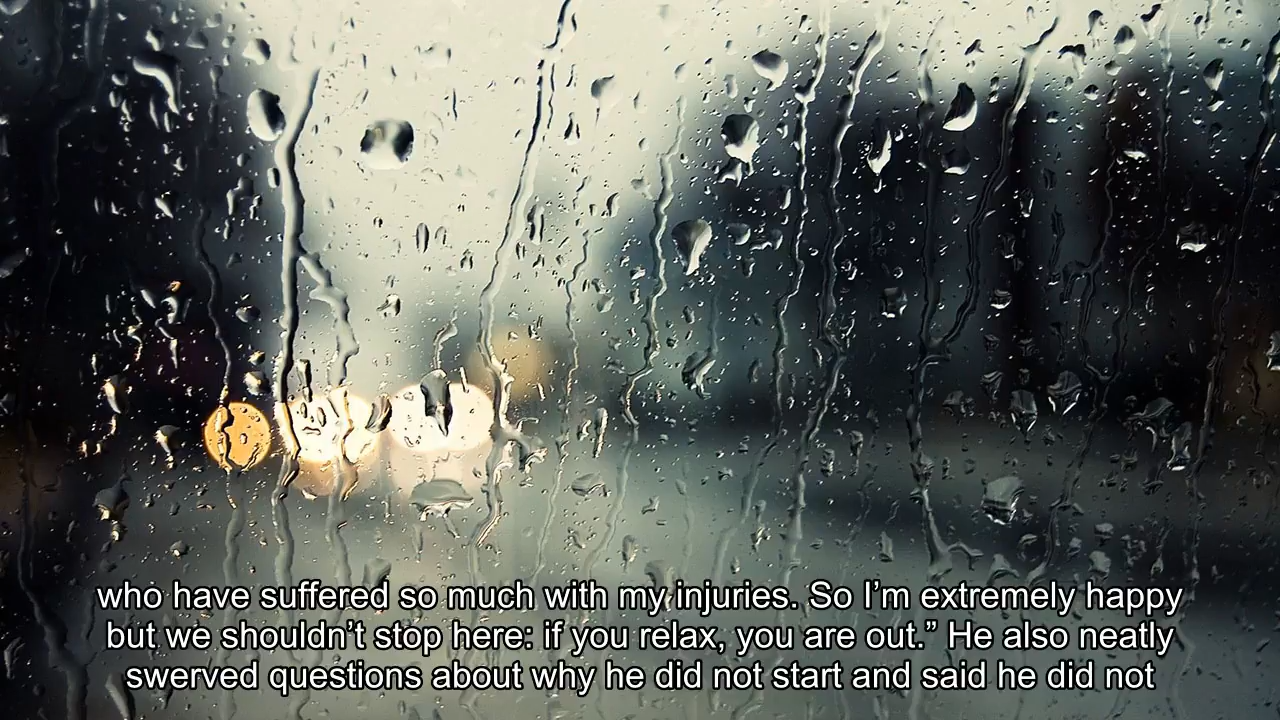 who have suffered so much with my injuries. So I’m extremely happy
but we shouldn’t stop here: if you relax, you are out.” He also neatly
swerved questions about why he did not start and said he did not